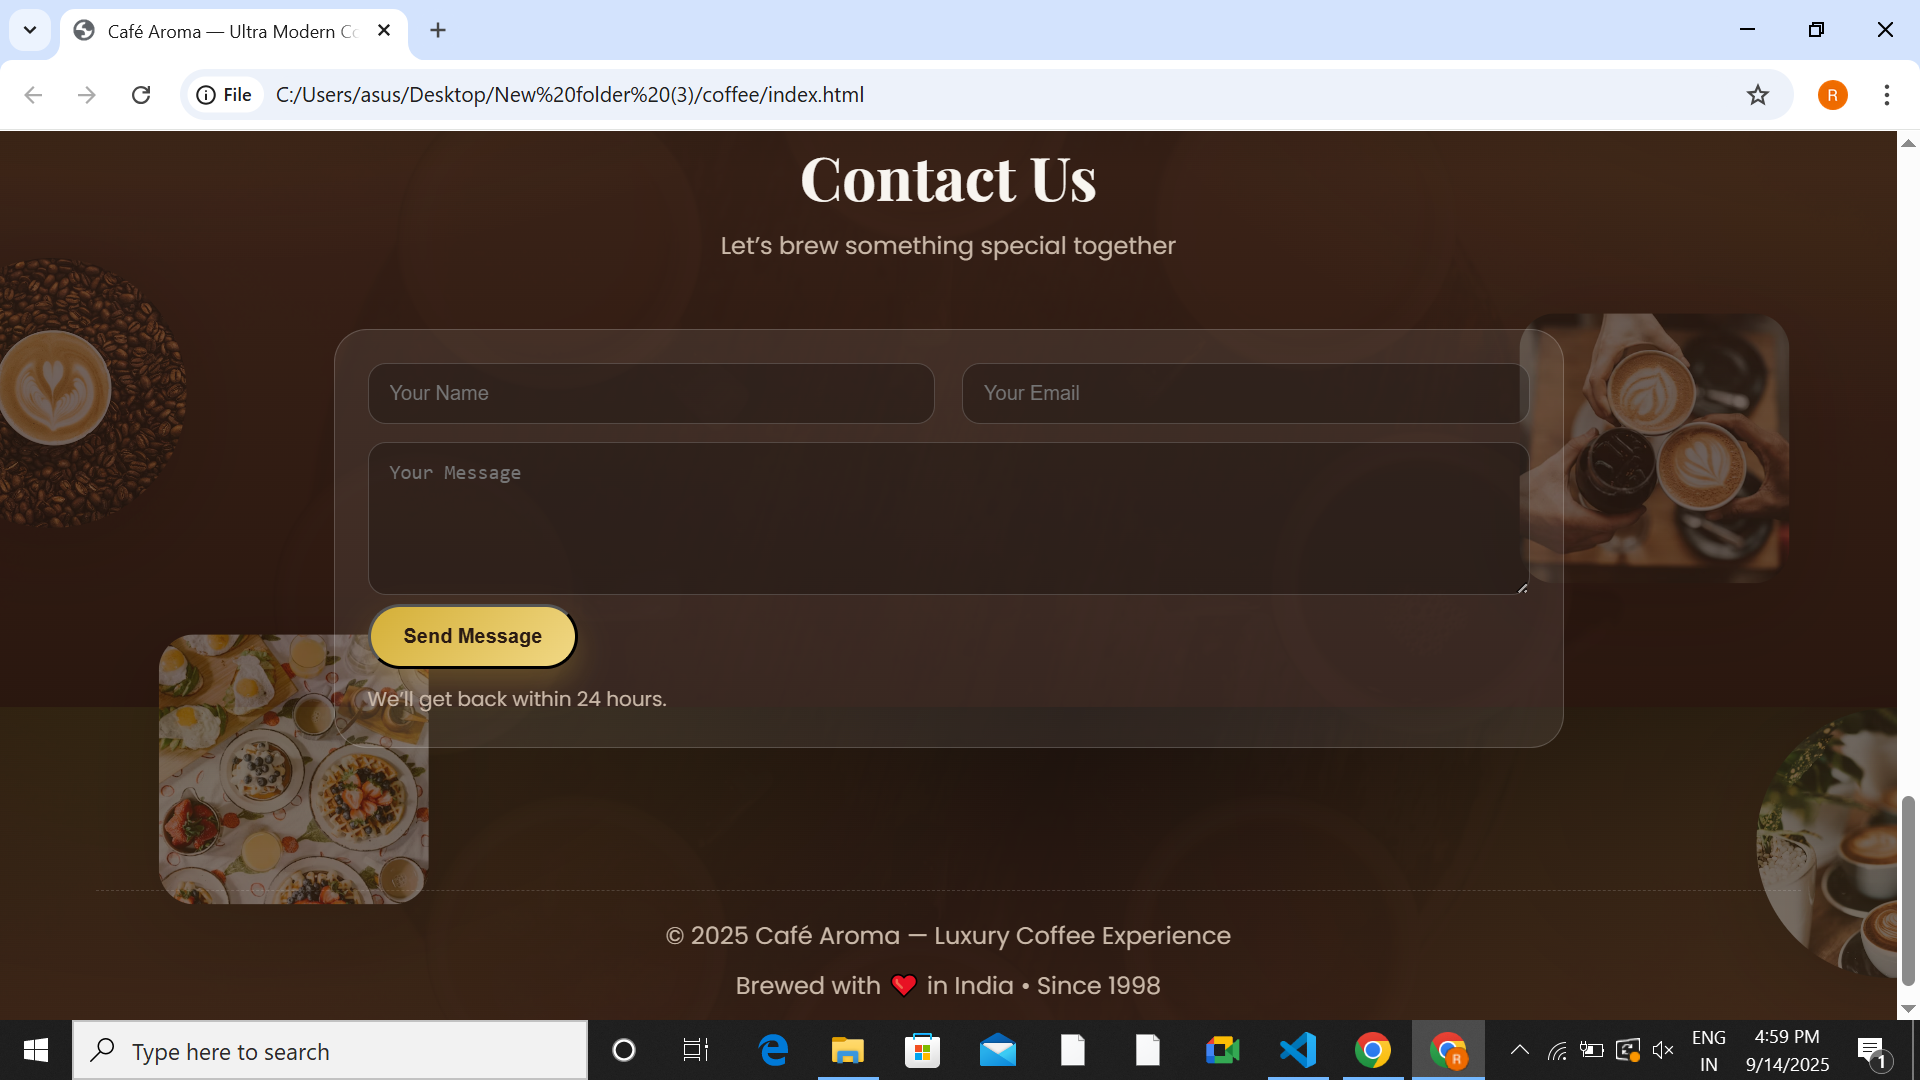 Café Aroma — Ultra Modern Co
File
C:/Users/asus/Desktop/New%20folder%20(3)/coffee/index.html
R
Contact Us
Let’s brew something special together
Your Name
Your Email
Your Message
Send Message
We’ll get back within 24 hours.
© 2025 Café Aroma — Luxury Coffee Experience
Brewed with ❤️ in India • Since 1998
Type here to search
R
ENG
IN
4:59 PM
9/14/2025
1